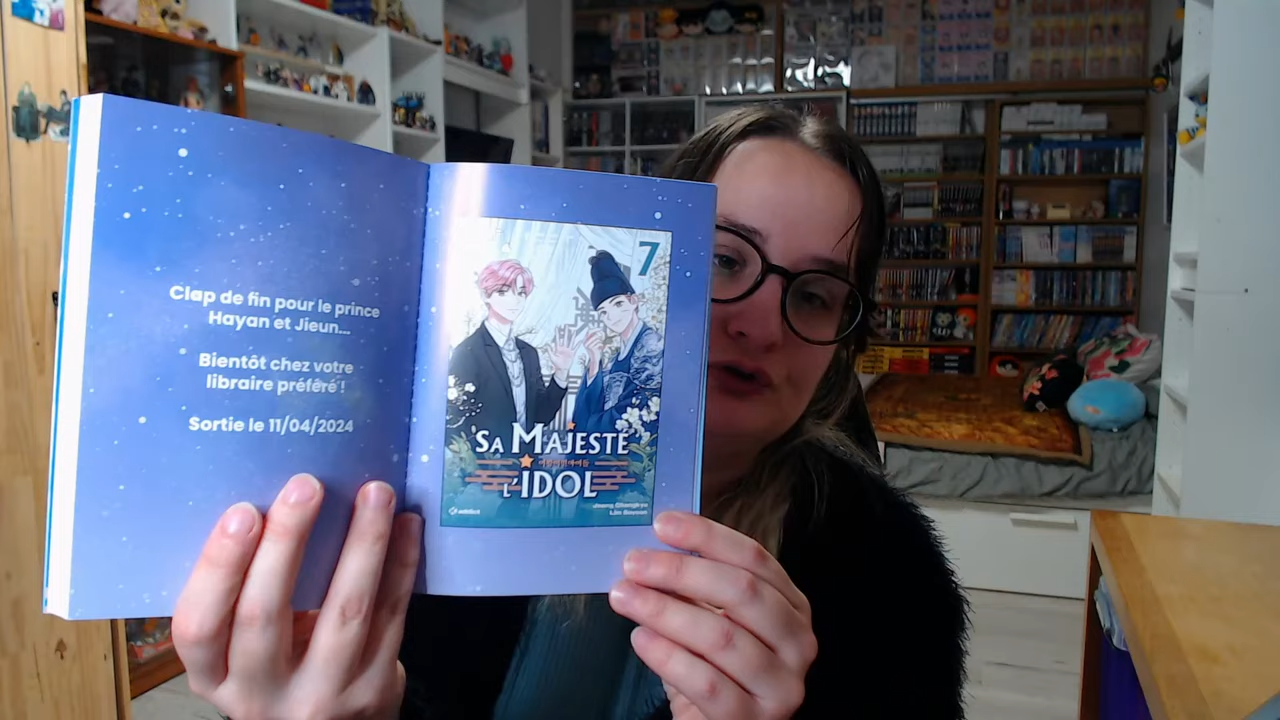 Clap de fin pour le prince
Hayan et Jieun...
Bientôt chez votre
libraire préféré !
Sortie le 11/04/2024
7
SA MAJESTÉ
L'IDOL